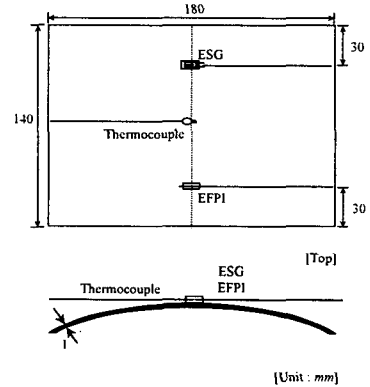 180
ESG
30
140
Thermocouple
EFPI
30
[Top]
ESG
Thermocouple
EFPI
1
[Unit : mm]